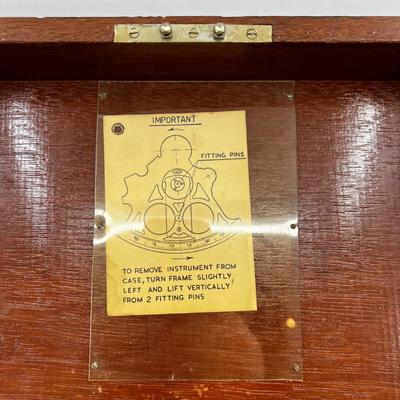 IMPORTANT
FITTING PINS
TO REMOVE INSTRUMENT FROM
CASE, TURN FRAME SLIGHTLY
LEFT AND LIFT VERTICALLY
FROM 2 FITTING PINS